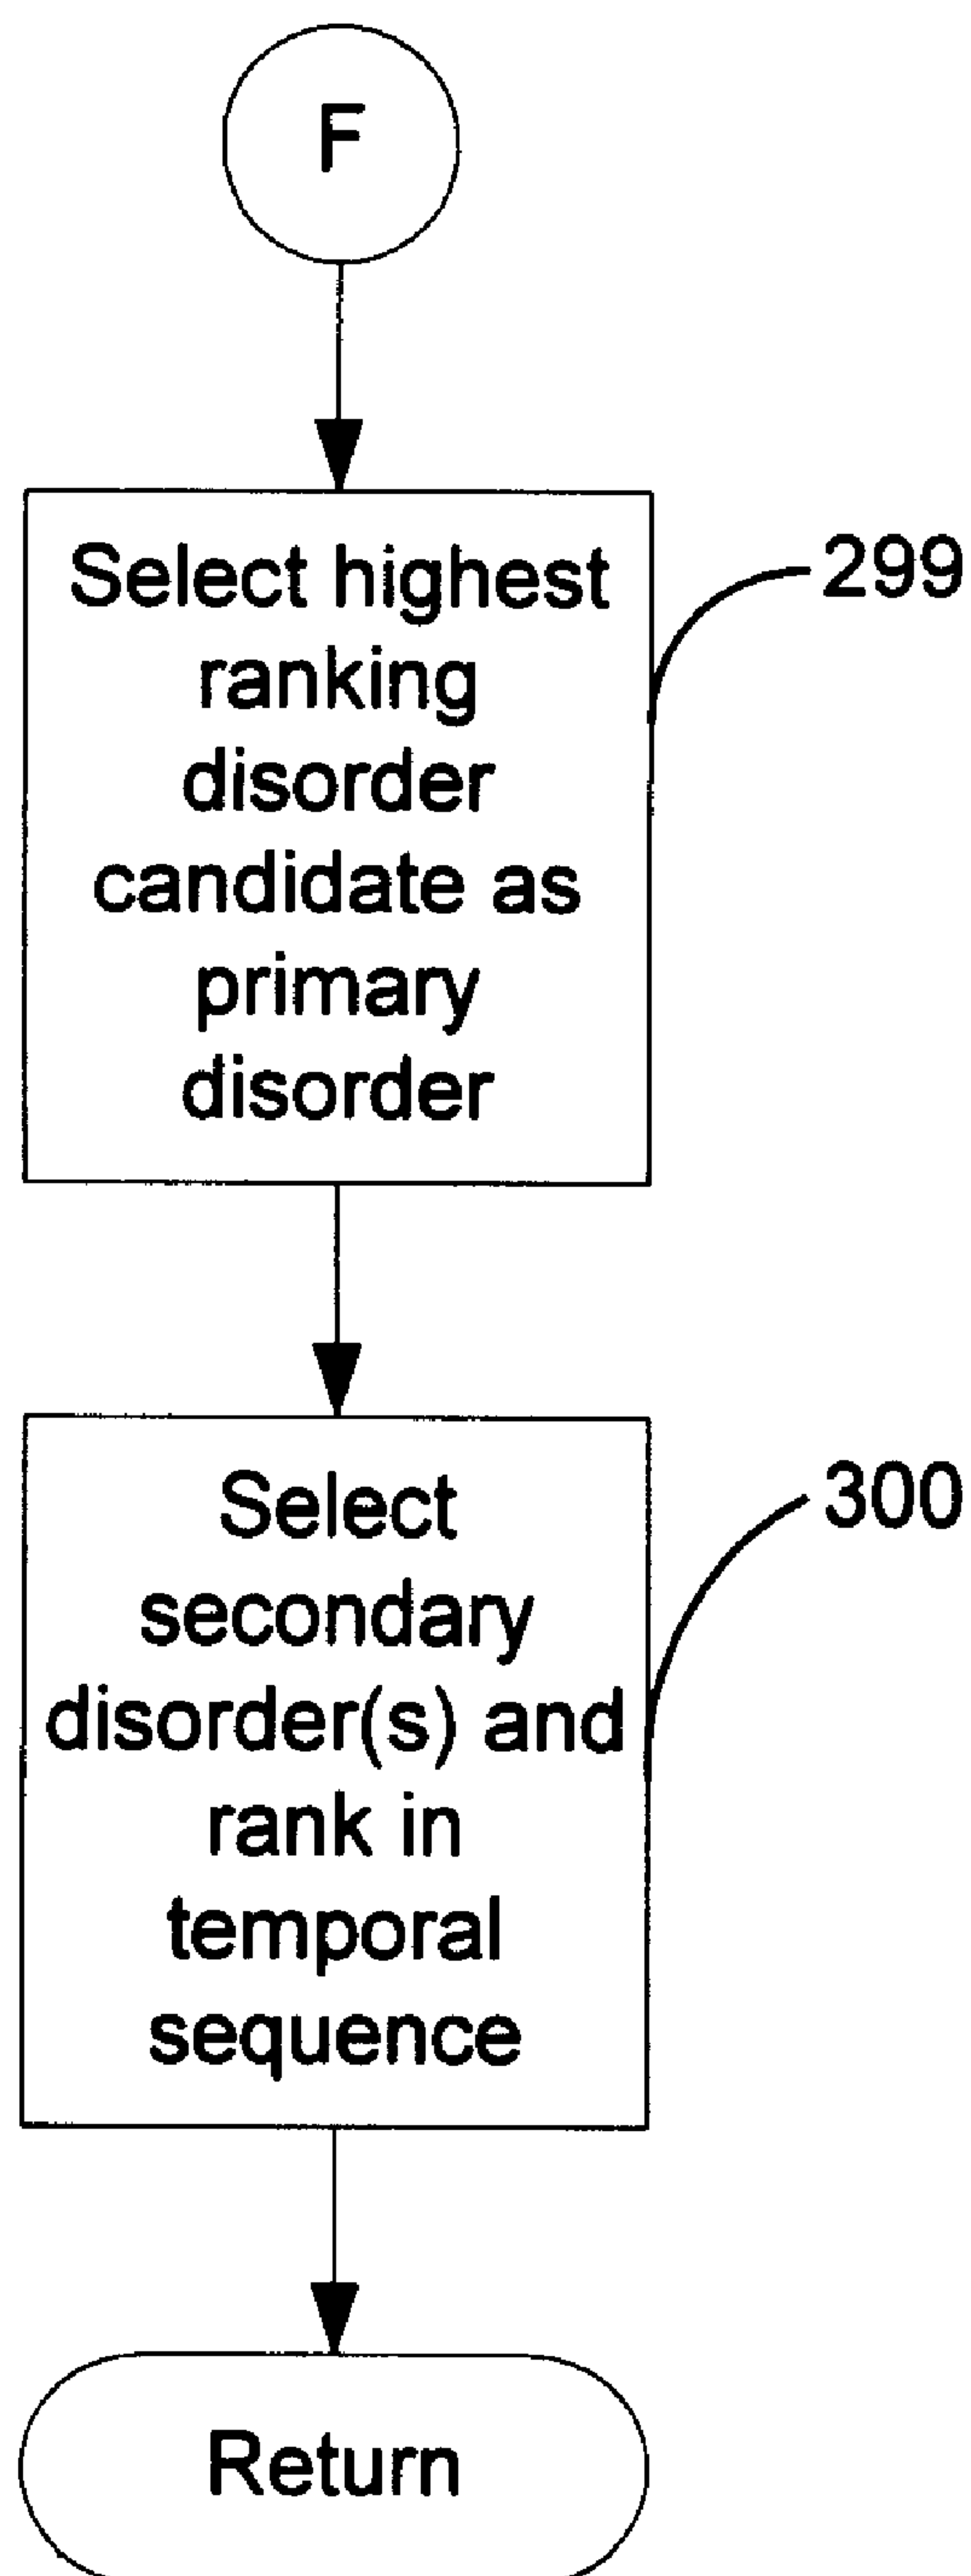 F
Select highest
ranking
disorder
candidate as
primary
disorder
299
Select
secondary
disorder(s) and
rank in
temporal
sequence
300
Return